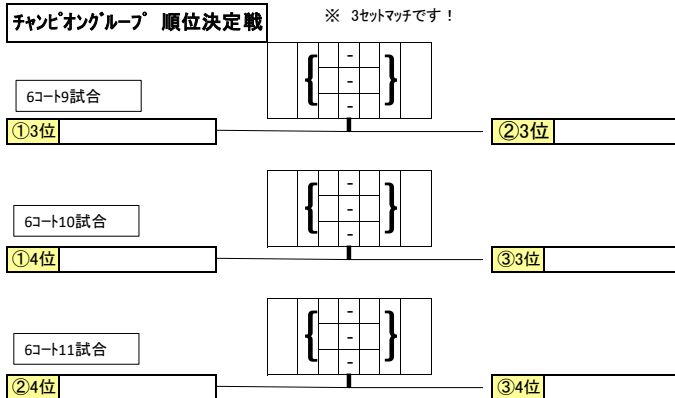 ﾁｬﾝﾋﾟｵﾝｸﾞﾙｰﾌﾟ 順位決定戦
※ 3ｾｯﾄﾏｯﾁです！
-
-
-
6ｺｰﾄ9試合
①3位
②3位
-
-
-
6ｺｰﾄ10試合
①4位
③3位
-
-
-
6ｺｰﾄ11試合
②4位
③4位